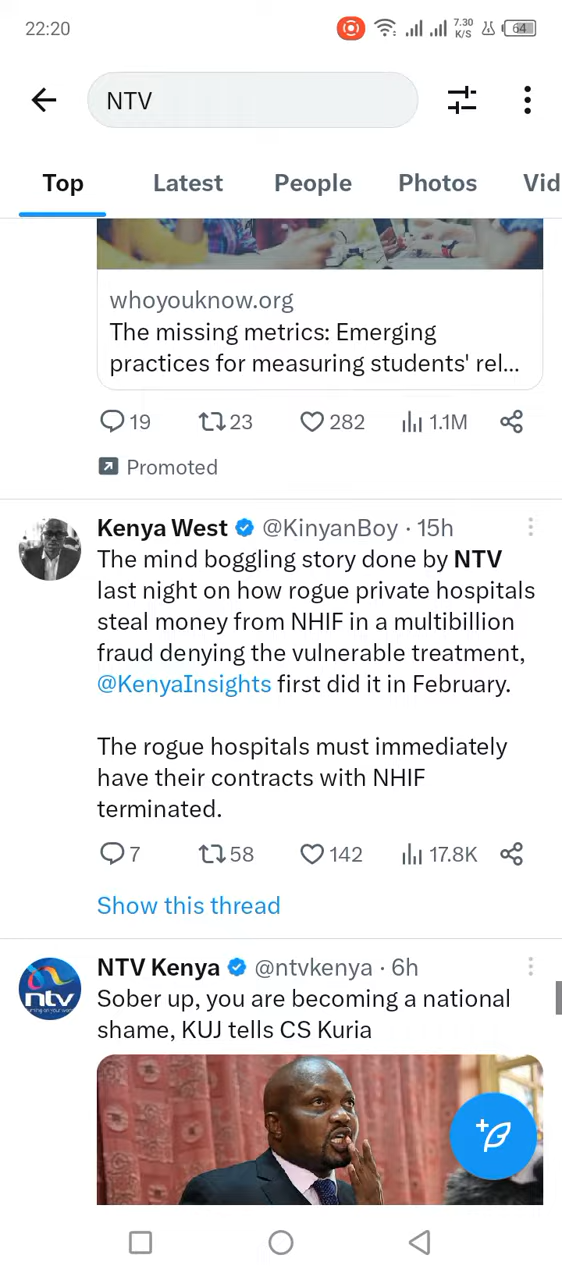 22:20
7.30
K/S
64
NTV
Top Latest People Photos Vid
whoyouknow.org
The missing metrics: Emerging
practices for measuring students' rel...
19 23 282 1.1M
Promoted
Kenya West @KinyanBoy · 15h
The mind boggling story done by NTV
last night on how rogue private hospitals
steal money from NHIF in a multibillion
fraud denying the vulnerable treatment,
@KenyaInsights first did it in February.
The rogue hospitals must immediately
have their contracts with NHIF
terminated.
7 58 142 17.8K
Show this thread
NTV Kenya @ntvkenya · 6h
ntv
Sober up, you are becoming a national
shame, KUJ tells CS Kuria